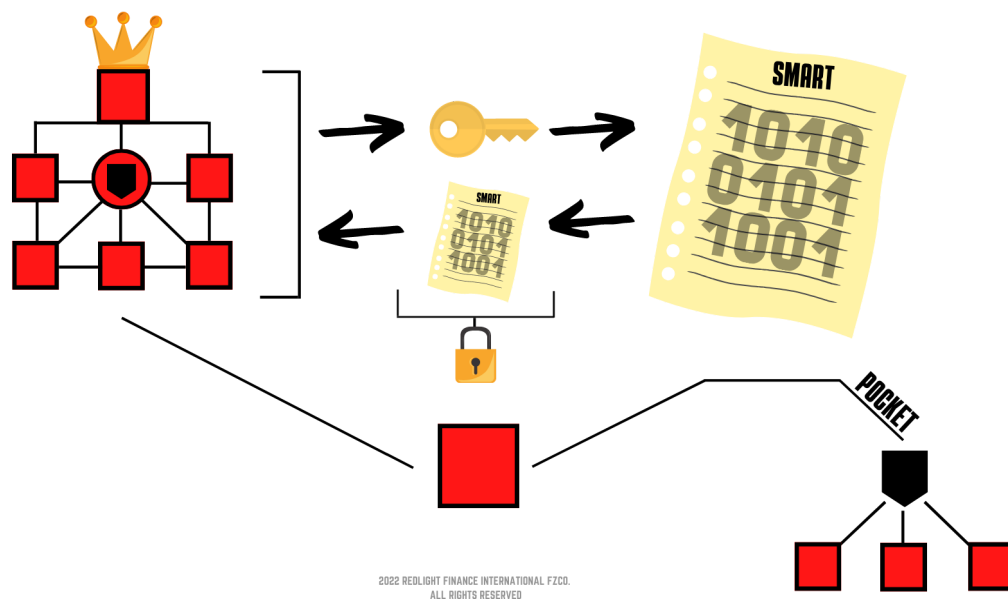 SMART
1010
0101
1001
SMART
1010
0101
1001
POCKET
2022 REDLIGHT FINANCE INTERNATIONAL FZCO.
ALL RIGHTS RESERVED